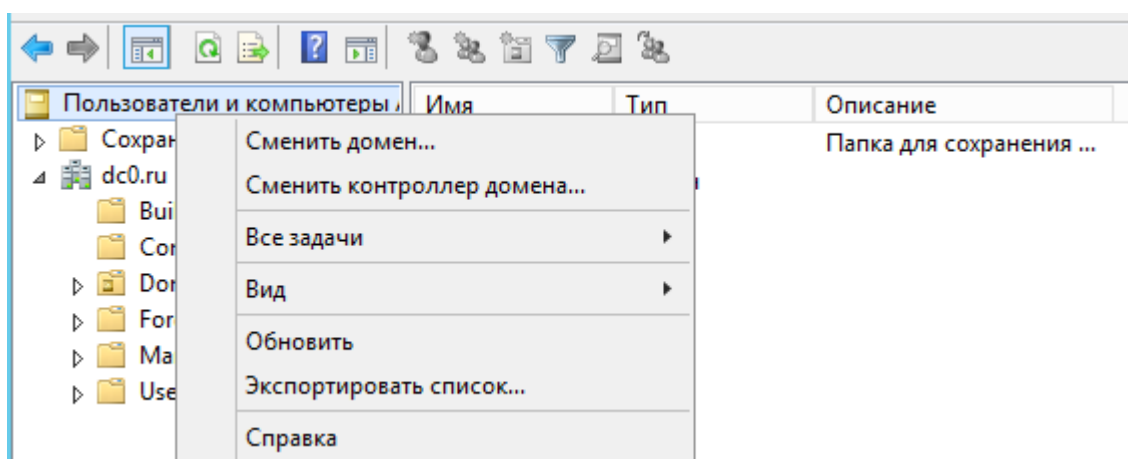 Пользователи и компьютеры
Имя Тип Описание
Папка для сохранения ...
dc0.ru
Сменить домен...
Сменить контроллер домена...
Все задачи
Вид
Обновить
Экспортировать список...
Справка